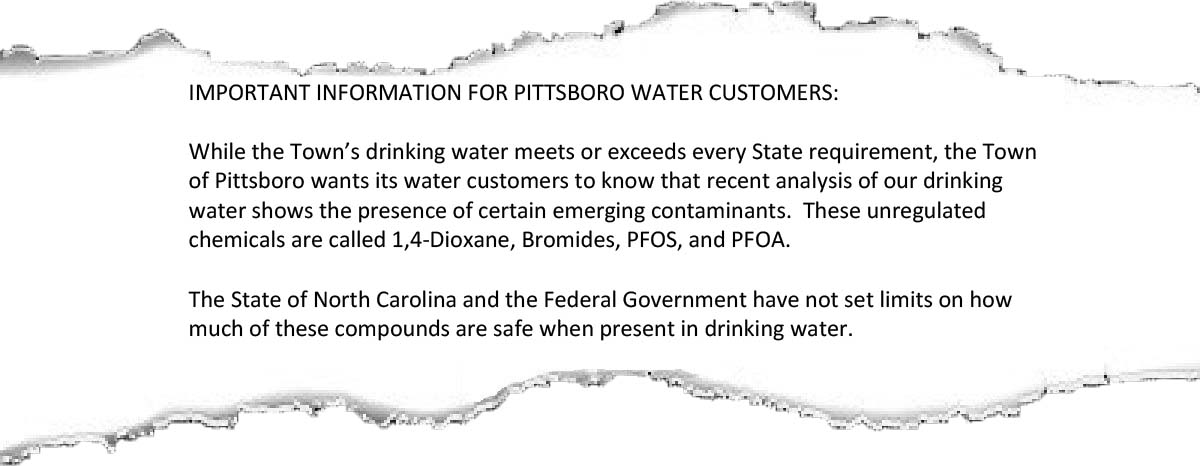 IMPORTANT INFORMATION FOR PITTSBORO WATER CUSTOMERS:
While the Town’s drinking water meets or exceeds every State requirement, the Town
of Pittsboro wants its water customers to know that recent analysis of our drinking
water shows the presence of certain emerging contaminants.  These unregulated
chemicals are called 1,4-Dioxane, Bromides, PFOS, and PFOA.
The State of North Carolina and the Federal Government have not set limits on how
much of these compounds are safe when present in drinking water.